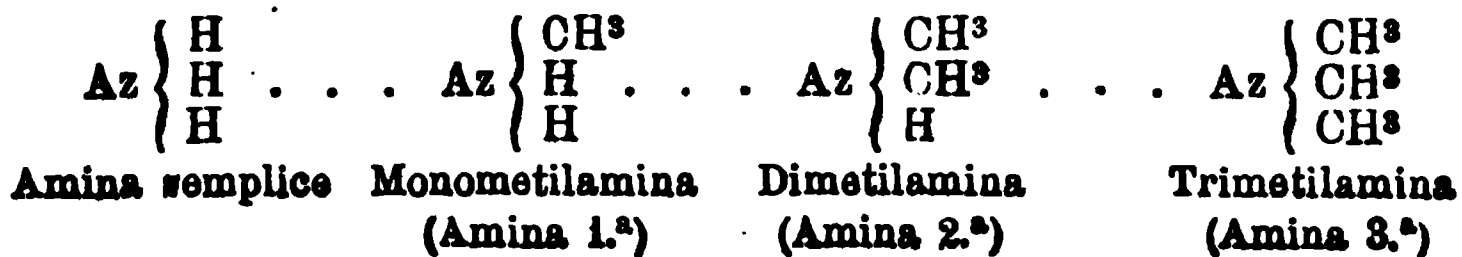 H CH³ CH³ CH³
Az { H . . . Az { H . . . Az { CH³ . . . Az { CH³
H H H CH³
Amina semplice Monometilamina Dimetilamina Trimetilamina
(Amina 1.ª) (Amina 2.ª) (Amina 3.ª)